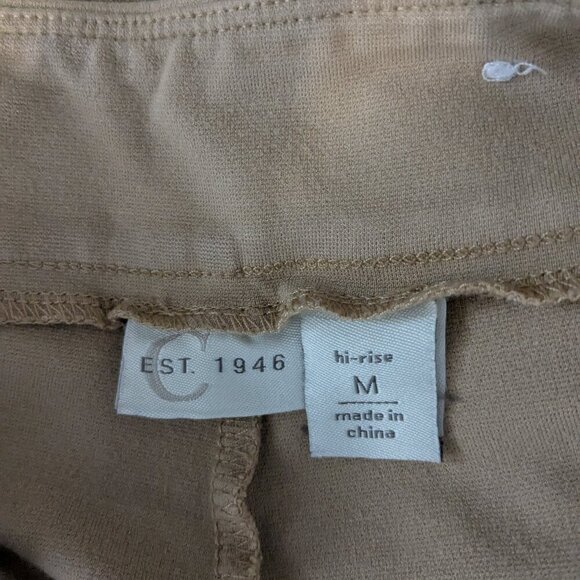 C
EST. 1946
hi-rise
M
made in
china